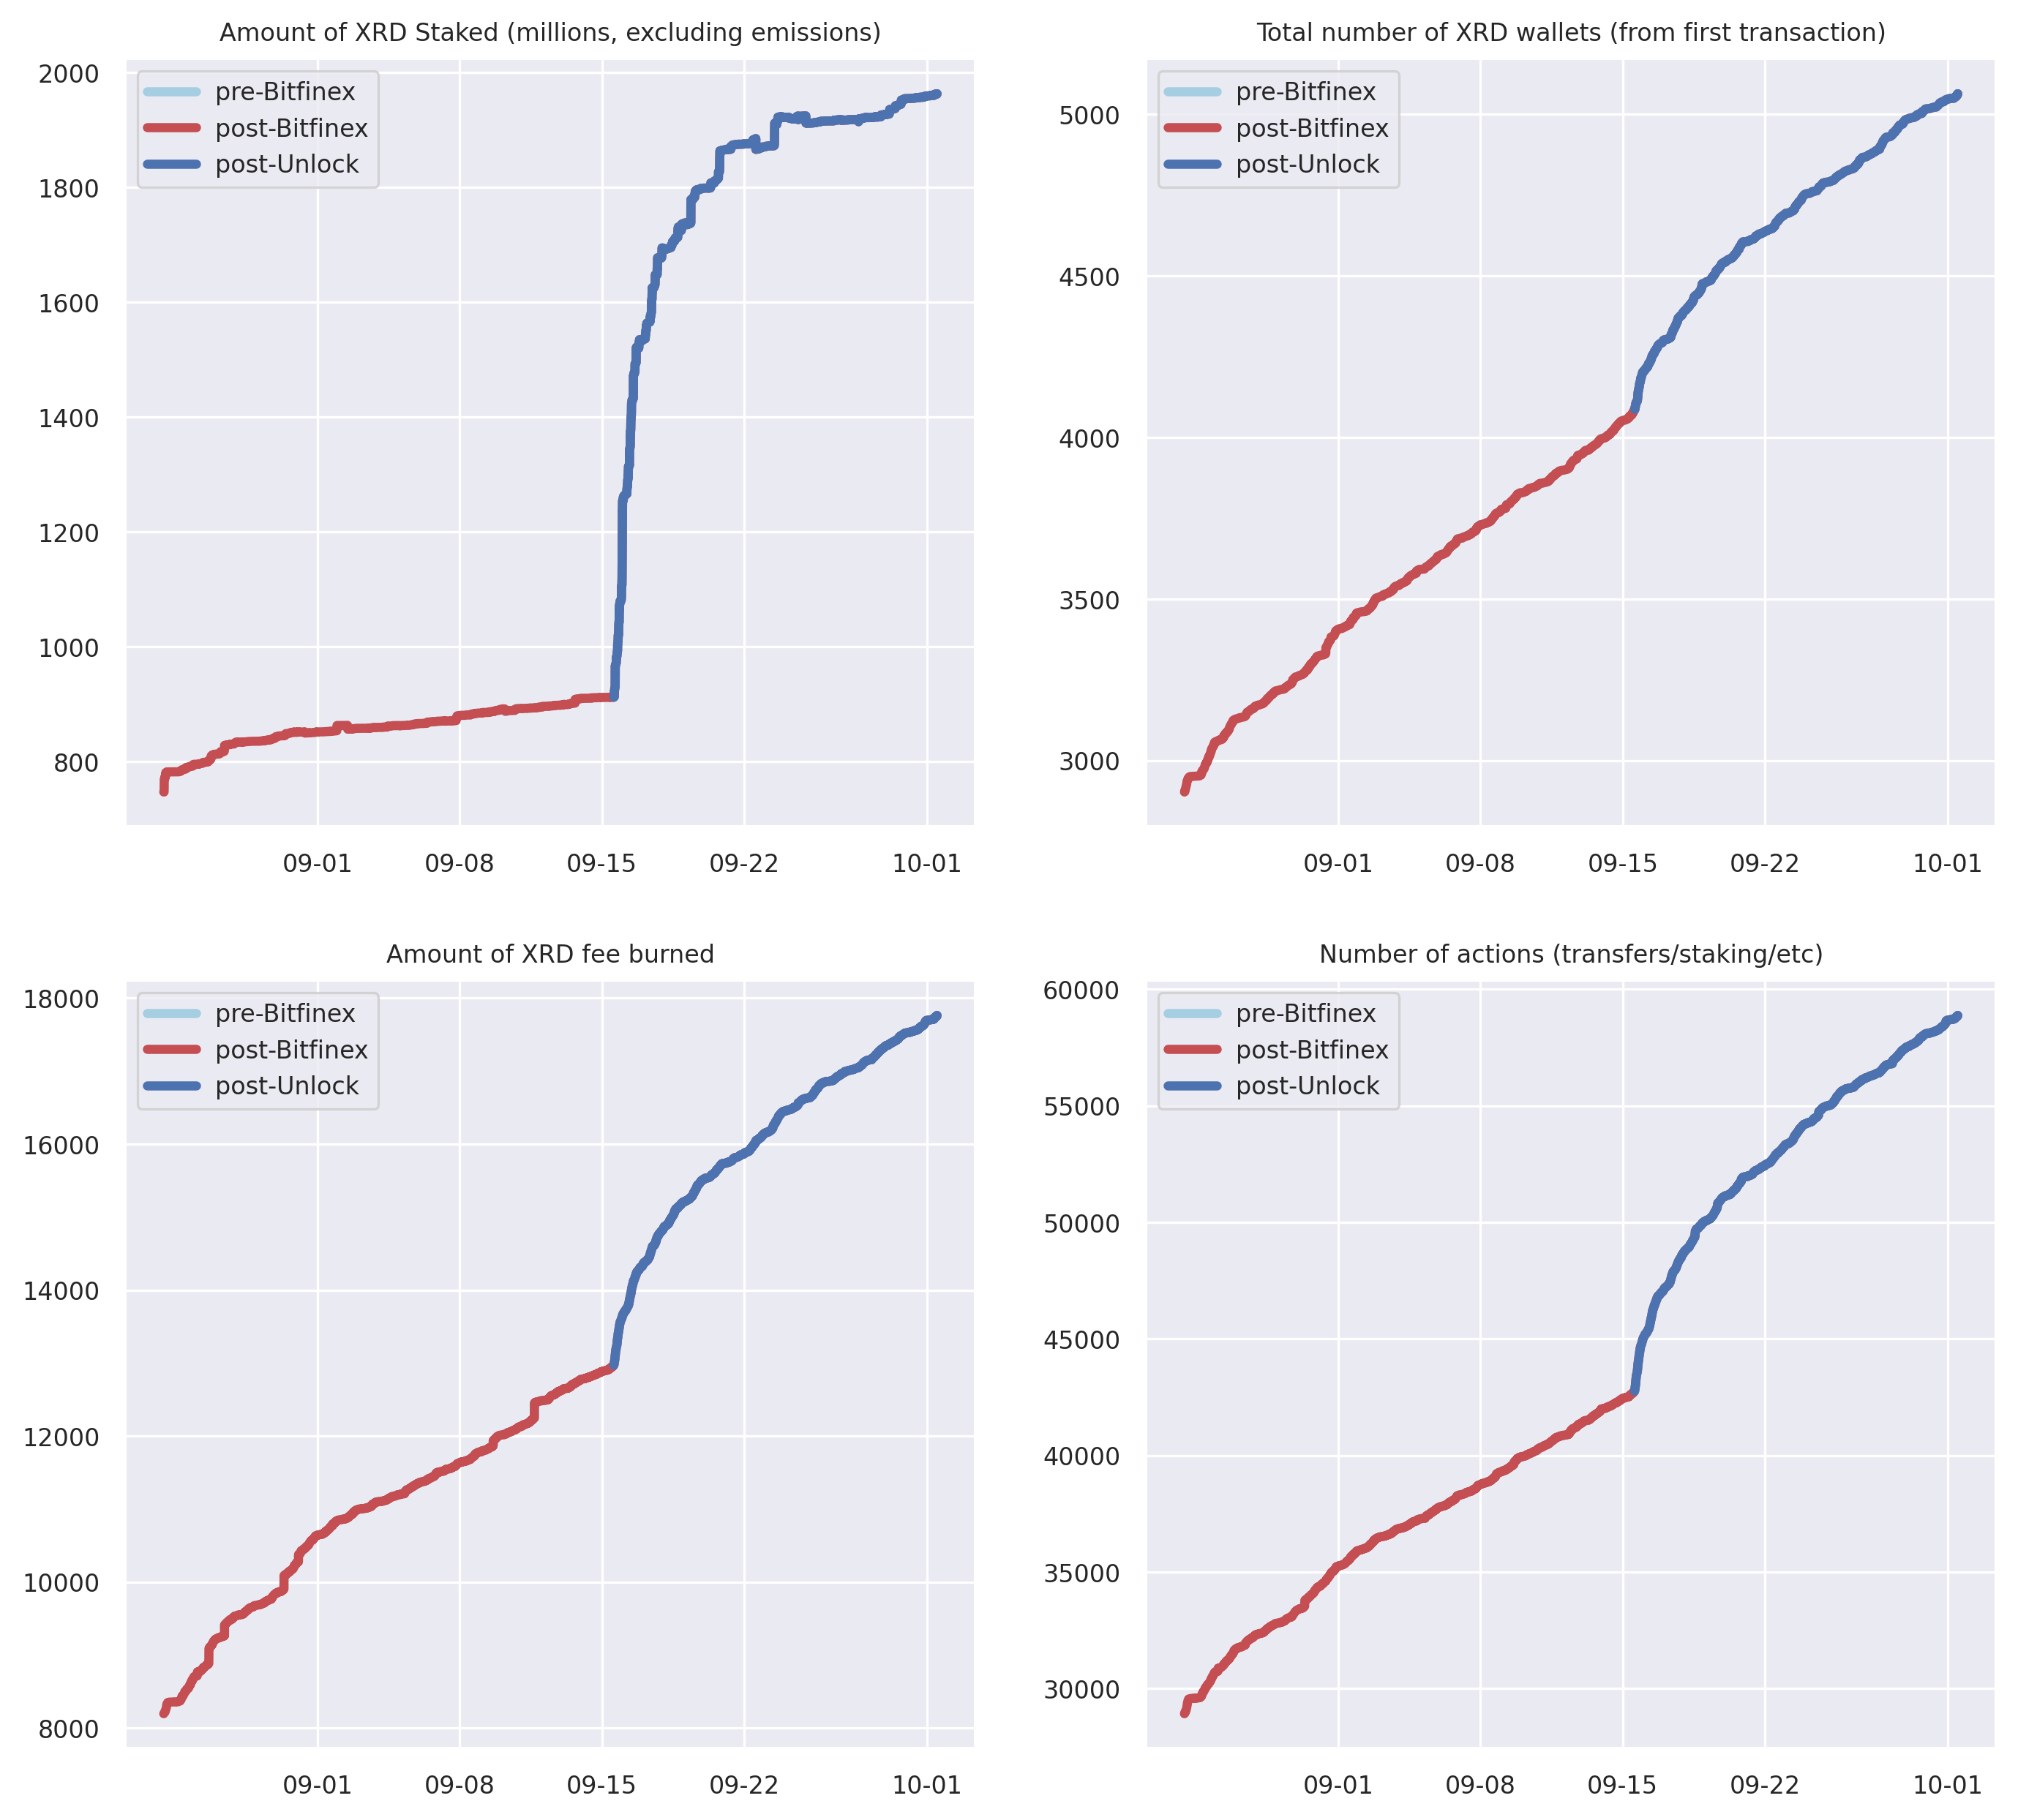 Amount of XRD Staked (millions, excluding emissions)
2000
1800
1600
1400
1200
1000
800
pre-Bitfinex
post-Bitfinex
post-Unlock
09-01 09-08 09-15 09-22 10-01
Total number of XRD wallets (from first transaction)
5000
4500
4000
3500
3000
pre-Bitfinex
post-Bitfinex
post-Unlock
09-01 09-08 09-15 09-22 10-01
Amount of XRD fee burned
18000
16000
14000
12000
10000
8000
pre-Bitfinex
post-Bitfinex
post-Unlock
09-01 09-08 09-15 09-22 10-01
Number of actions (transfers/staking/etc)
60000
55000
50000
45000
40000
35000
30000
pre-Bitfinex
post-Bitfinex
post-Unlock
09-01 09-08 09-15 09-22 10-01